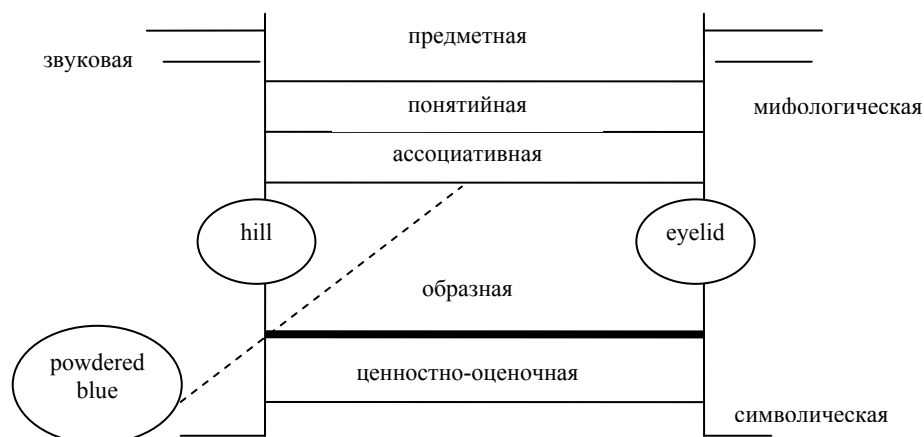 предметная
звуковая
понятийная
мифологическая
ассоциативная
hill
eyelid
образная
powdered
blue
ценностно-оценочная
символическая